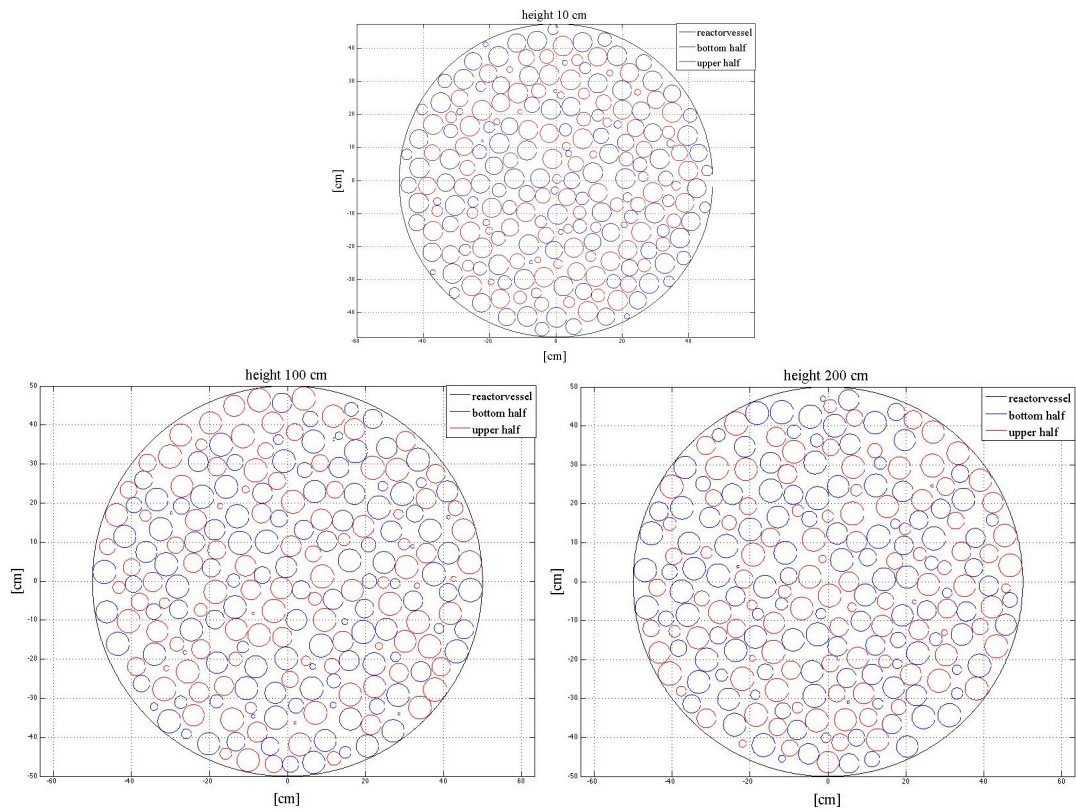 height 10 cm
reactorvessel
bottom half
upper half
40
30
20
10
0
-10
-20
-30
-40
[cm]
-60 -40 -20 0 20 40
[cm]
height 100 cm
reactorvessel
bottom half
upper half
50
40
30
20
10
0
-10
-20
-30
-40
-50
[cm]
-60 -40 -20 0 20 40 60
[cm]
height 200 cm
reactorvessel
bottom half
upper half
50
40
30
20
10
0
-10
-20
-30
-40
-50
[cm]
-60 -40 -20 0 20 40 60
[cm]